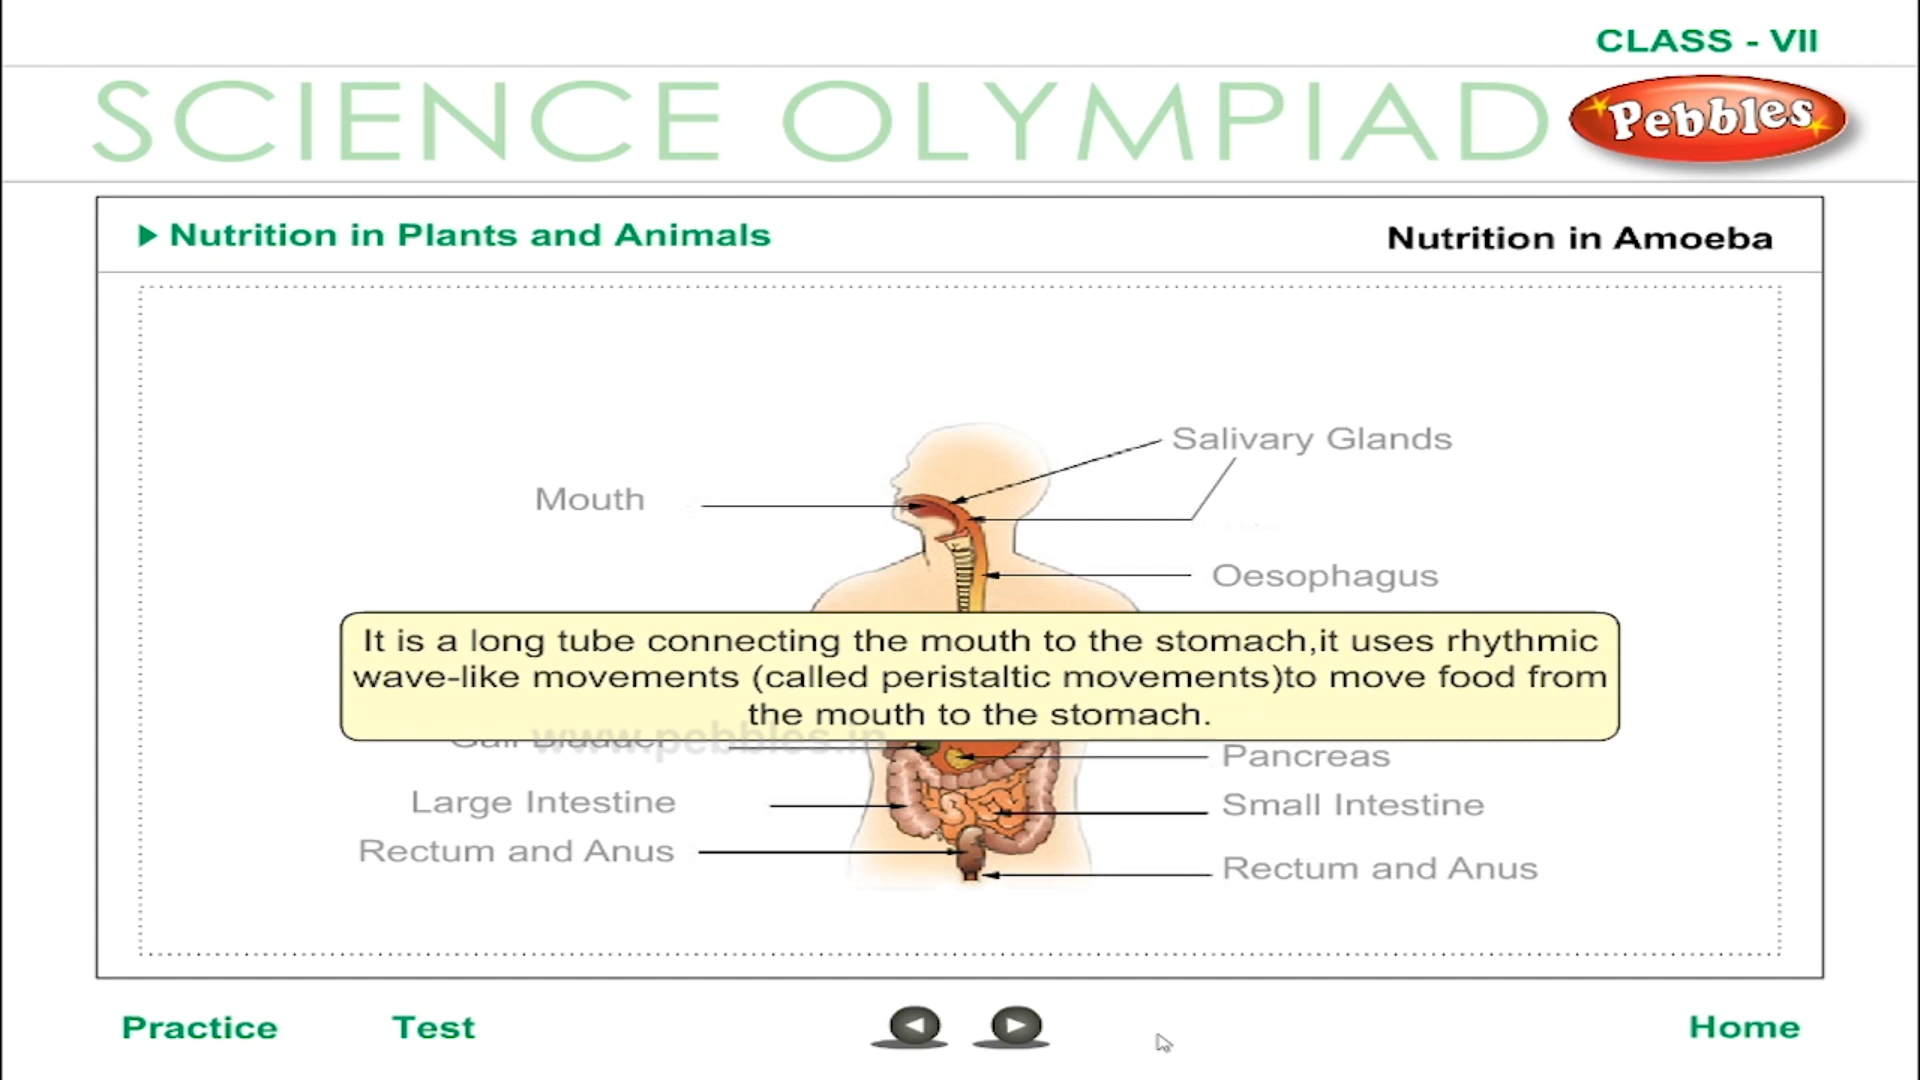 CLASS - VII
SCIENCE OLYMPIAD
Pebbles
Nutrition in Plants and Animals
Nutrition in Amoeba
Salivary Glands
Mouth
Oesophagus
It is a long tube connecting the mouth to the stomach,it uses rhythmic
wave-like movements (called peristaltic movements)to move food from
the mouth to the stomach.
www.pebbles.in
Pancreas
Large Intestine
Small Intestine
Rectum and Anus
Rectum and Anus
Practice
Test
Home